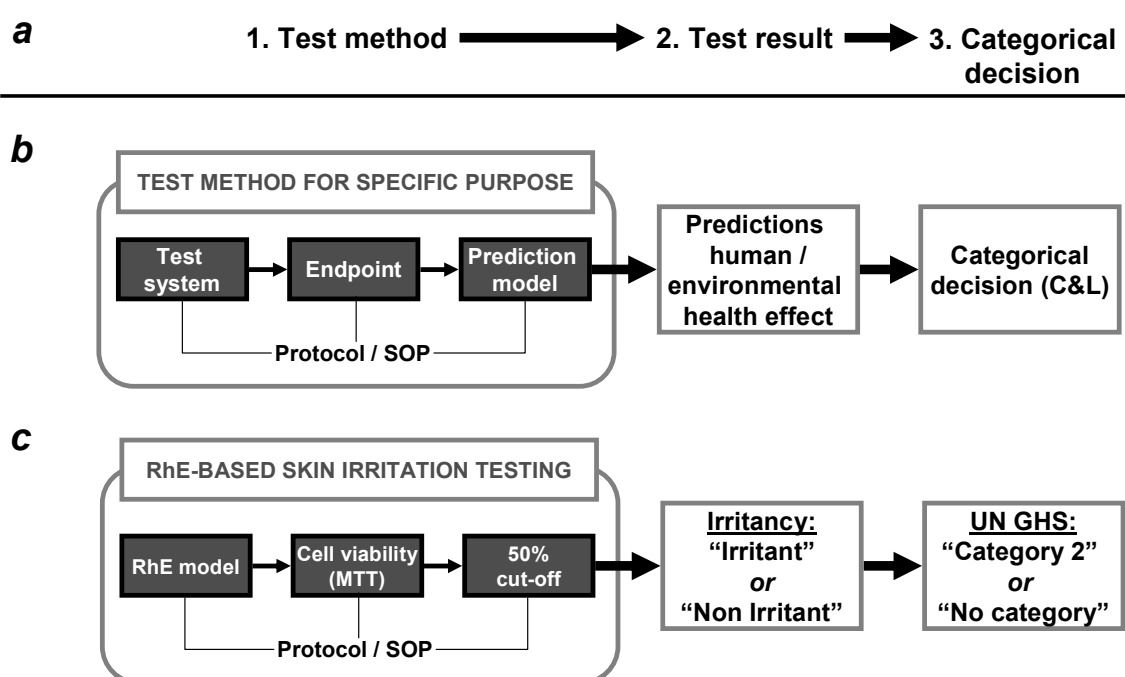 a
1. Test method
2. Test result
3. Categorical
decision
b
TEST METHOD FOR SPECIFIC PURPOSE
Test
system
Endpoint
Prediction
model
Protocol / SOP
Predictions
human /
environmental
health effect
Categorical
decision (C&L)
c
RhE-BASED SKIN IRRITATION TESTING
RhE model
Cell viability
(MTT)
50%
cut-off
Protocol / SOP
Irritancy:
“Irritant”
or
“Non Irritant”
UN GHS:
“Category 2”
or
“No category”